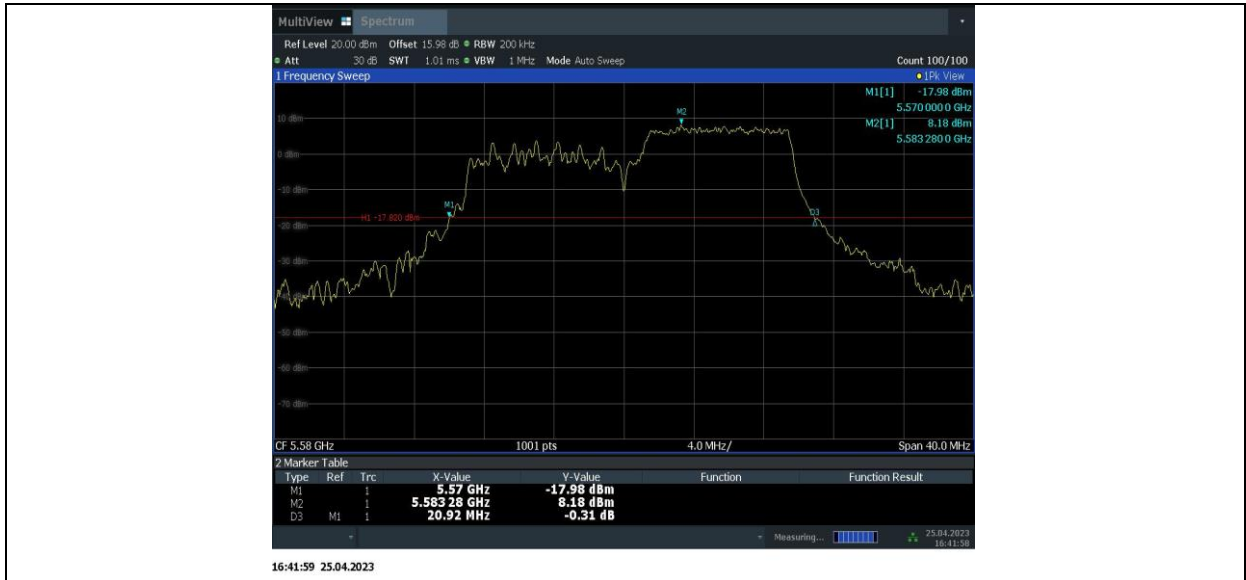 MultiView Spectrum
Ref Level 20.00 dBm Offset 15.98 dB RBW 200 kHz
Att 30 dB SWT 1.01 ms VBW 1 MHz Mode Auto Sweep Count 100/100
1 Frequency Sweep 1Pk View
M1[1] -17.98 dBm
5.570 000 0 GHz
M2
10 dBm
M2[1] 8.18 dBm
5.583 280 0 GHz
0 dBm
-10 dBm
M1
H1 -17.820 dBm
D3
-20 dBm
-30 dBm
-50 dBm
-60 dBm
-70 dBm
CF 5.58 GHz 1001 pts 4.0 MHz/ Span 40.0 MHz
2 Marker Table
Type Ref Trc X-Value Y-Value Function Function Result
M1 1 5.57 GHz -17.98 dBm
M2 1 5.583 28 GHz 8.18 dBm
D3 M1 1 20.92 MHz -0.31 dB
Measuring... 25.04.2023
16:41:58
16:41:59 25.04.2023